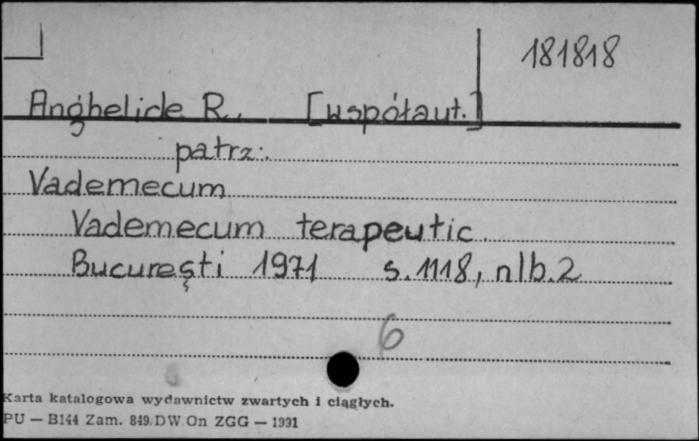 181818
Anghelide R. [współaut.]
patrz:
Vademecum
Vademecum terapeutic.
București 1971 s. 1118, nlb. 2
6
Karta katalogowa wydawnictw zwartych i ciągłych.
PU — B144 Zam. 849/DW/On ZGG — 1991